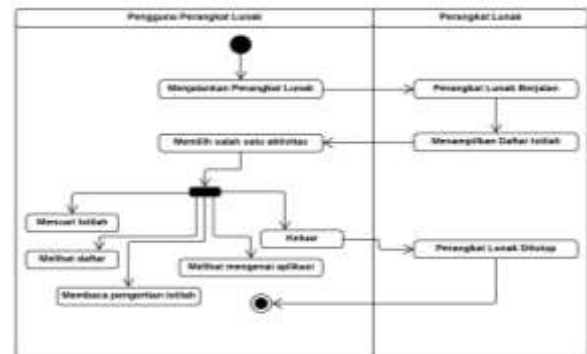 Pengguna Perangkat Lunak
Perangkat Lunak
Menjalankan Perangkat Lunak
Perangkat Lunak Berjalan
Memilih salah satu aktivitas
Menampilkan Daftar Istilah
Mencari Istilah
Keluar
Melihat daftar
Melihat mengenai aplikasi
Perangkat Lunak Ditutup
Membaca pengertian istilah